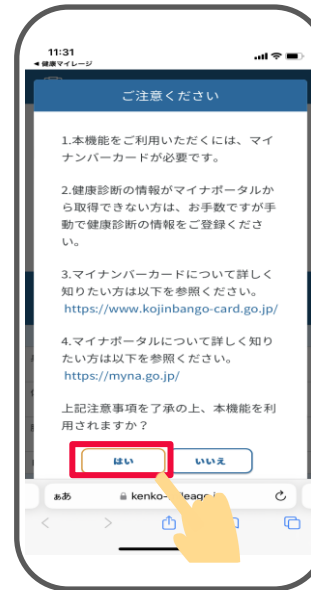 11:31
◀ 健康マイレージ
ご注意ください
1.本機能をご利用いただくには、マイ
ナンバーカードが必要です。
2.健康診断の情報がマイナポータルか
ら取得できない方は、お手数ですが手
動で健康診断の情報をご登録くださ
い。
3.マイナンバーカードについて詳しく
知りたい方は以下を参照ください。
https://www.kojinbango-card.go.jp/
4.マイナポータルについて詳しく知り
たい方は以下を参照ください。
https://myna.go.jp/
上記注意事項を了承の上、本機能を利
用されますか？
はい
いいえ
ぁあ